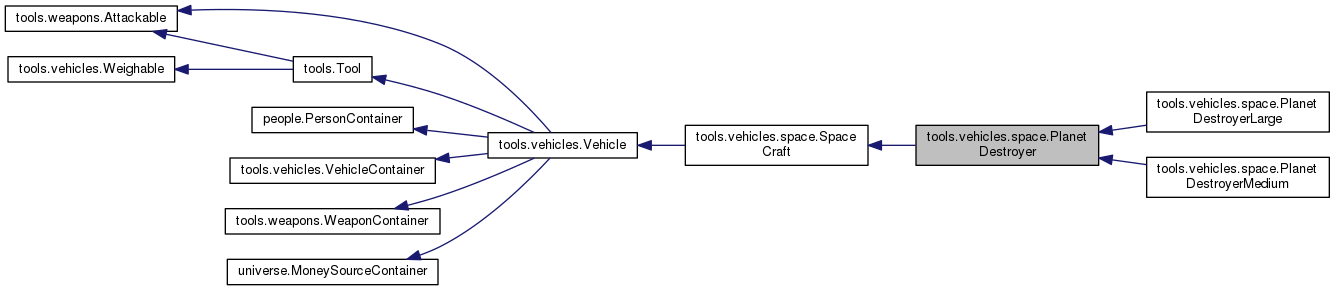 tools.weapons.Attackable
tools.vehicles.Weighable
tools.Tool
people.PersonContainer
tools.vehicles.VehicleContainer
tools.weapons.WeaponContainer
universe.MoneySourceContainer
tools.vehicles.Vehicle
tools.vehicles.space.Space
Craft
tools.vehicles.space.Planet
Destroyer
tools.vehicles.space.Planet
DestroyerLarge
tools.vehicles.space.Planet
DestroyerMedium